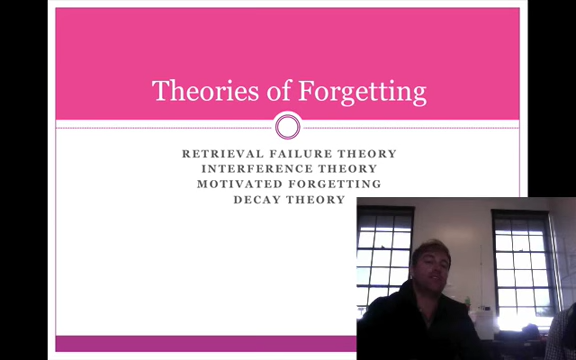 Theories of Forgetting
RETRIEVAL FAILURE THEORY
INTERFERENCE THEORY
MOTIVATED FORGETTING
DECAY THEORY